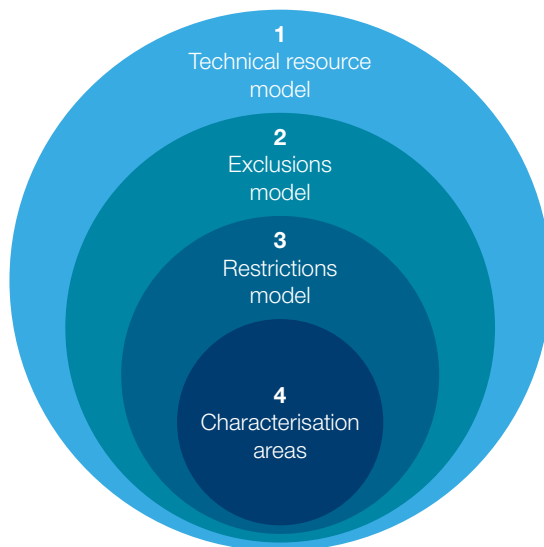 1
Technical resource
model
2
Exclusions
model
3
Restrictions
model
4
Characterisation
areas